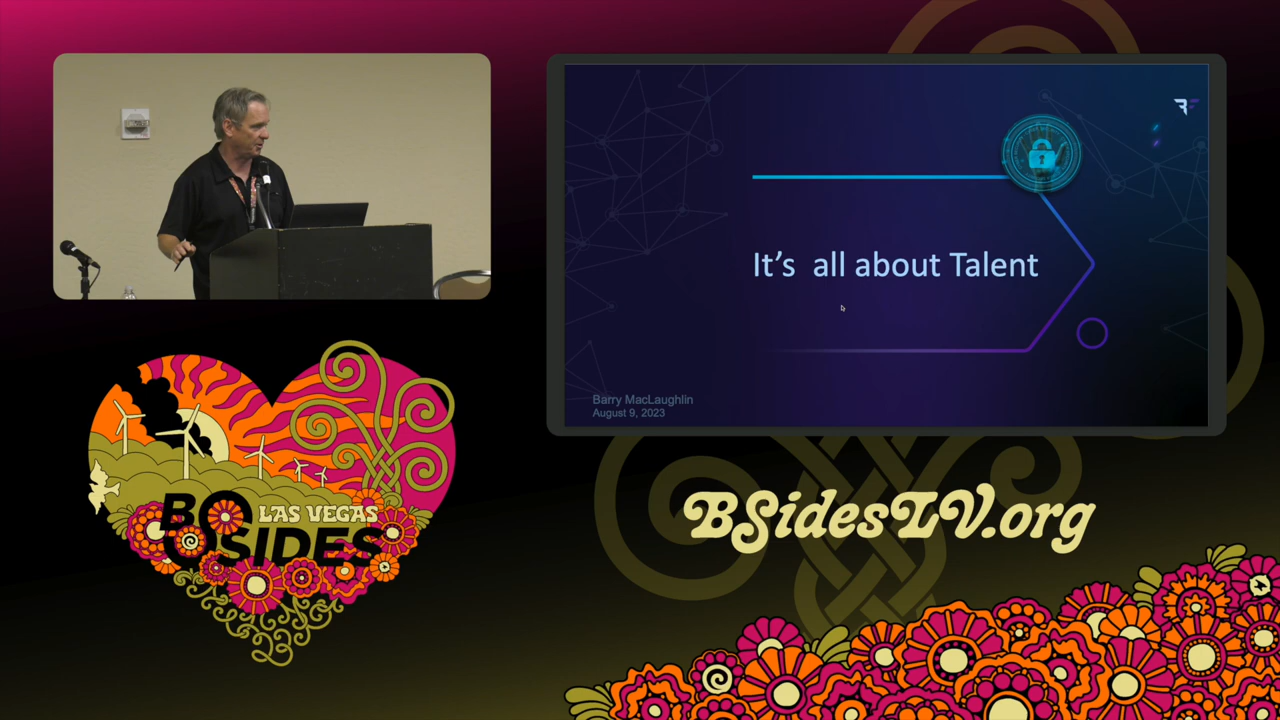 It's  all about Talent
Barry MacLaughlin
August 9, 2023
BSides
LAS VEGAS
BSidesLV.org